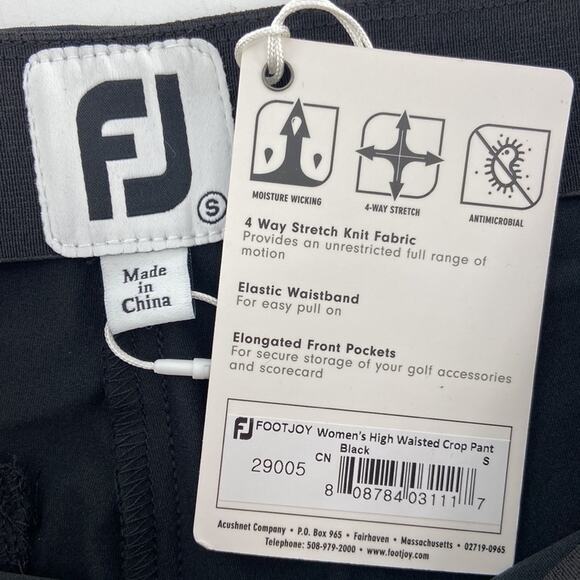 FJ
S
Made
in
China
MOISTURE WICKING
4-WAY STRETCH
ANTIMICROBIAL
4 Way Stretch Knit Fabric
Provides an unrestricted full range of
motion
Elastic Waistband
For easy pull on
Elongated Front Pockets
For secure storage of your golf accessories
and scorecard
FJ FOOTJOY Women's High Waisted Crop Pant
Black S
29005 CN
8 08784 03111 7
Acushnet Company • P.O. Box 965 • Fairhaven • Massachusetts • 02719-0965
Telephone: 508-979-2000 • www.footjoy.com